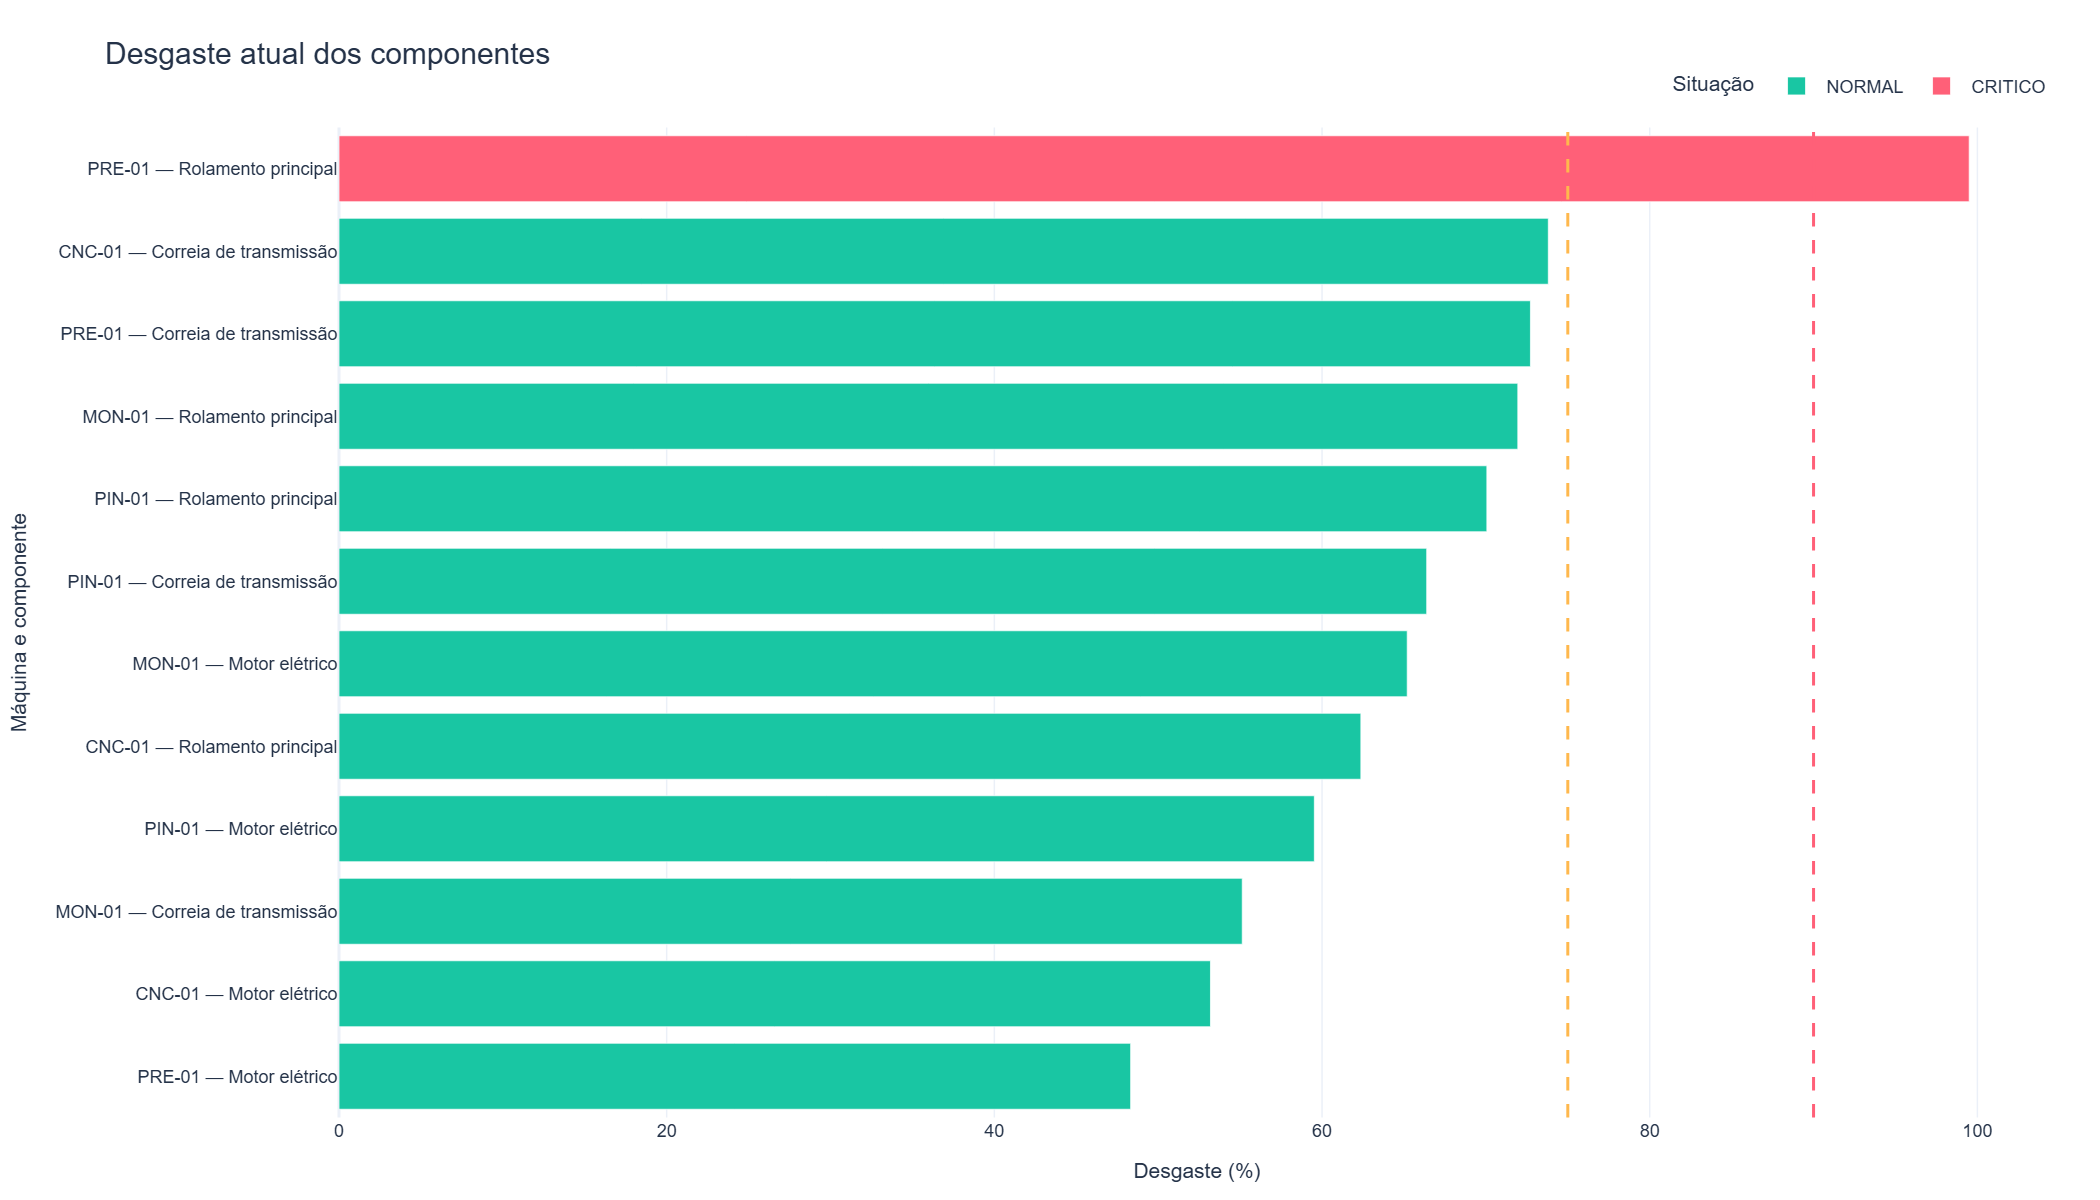 Desgaste atual dos componentes
Situação NORMAL CRITICO
PRE-01 — Rolamento principal
CNC-01 — Correia de transmissão
PRE-01 — Correia de transmissão
MON-01 — Rolamento principal
PIN-01 — Rolamento principal
PIN-01 — Correia de transmissão
MON-01 — Motor elétrico
CNC-01 — Rolamento principal
PIN-01 — Motor elétrico
MON-01 — Correia de transmissão
CNC-01 — Motor elétrico
PRE-01 — Motor elétrico
Máquina e componente
0 20 40 60 80 100
Desgaste (%)